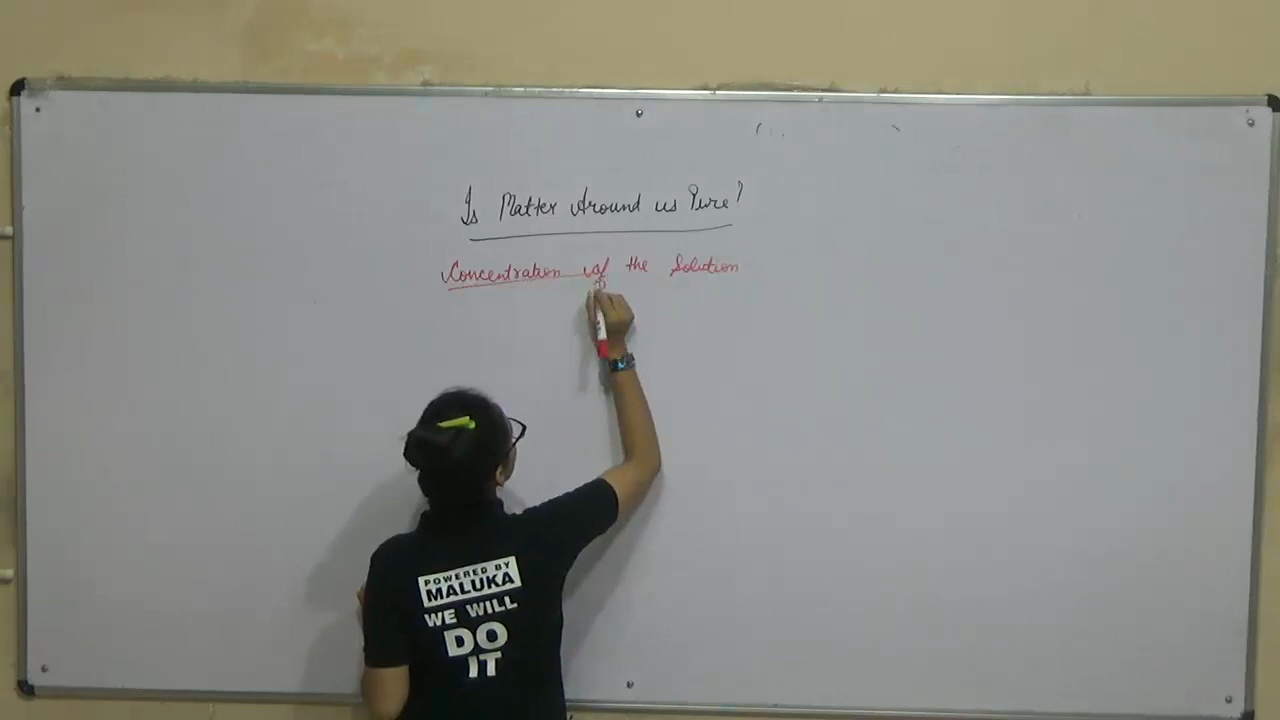 Is Matter Around us Pure?
Concentration of the Solution
POWERED BY
MALUKA
WE WILL
DO
IT